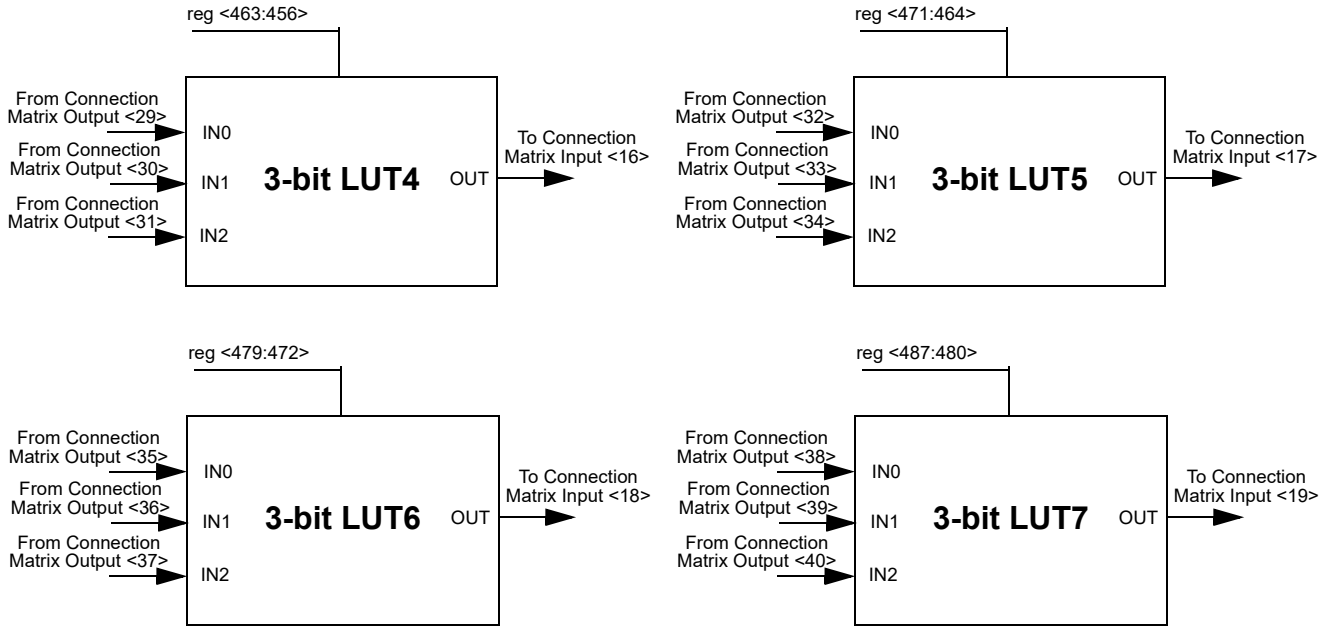 reg <463:456>
From Connection
Matrix Output <29>
IN0
From Connection
Matrix Output <30>
IN1
From Connection
Matrix Output <31>
IN2
3-bit LUT4
OUT
To Connection
Matrix Input <16>
reg <471:464>
From Connection
Matrix Output <32>
IN0
From Connection
Matrix Output <33>
IN1
From Connection
Matrix Output <34>
IN2
3-bit LUT5
OUT
To Connection
Matrix Input <17>
reg <479:472>
From Connection
Matrix Output <35>
IN0
From Connection
Matrix Output <36>
IN1
From Connection
Matrix Output <37>
IN2
3-bit LUT6
OUT
To Connection
Matrix Input <18>
reg <487:480>
From Connection
Matrix Output <38>
IN0
From Connection
Matrix Output <39>
IN1
From Connection
Matrix Output <40>
IN2
3-bit LUT7
OUT
To Connection
Matrix Input <19>